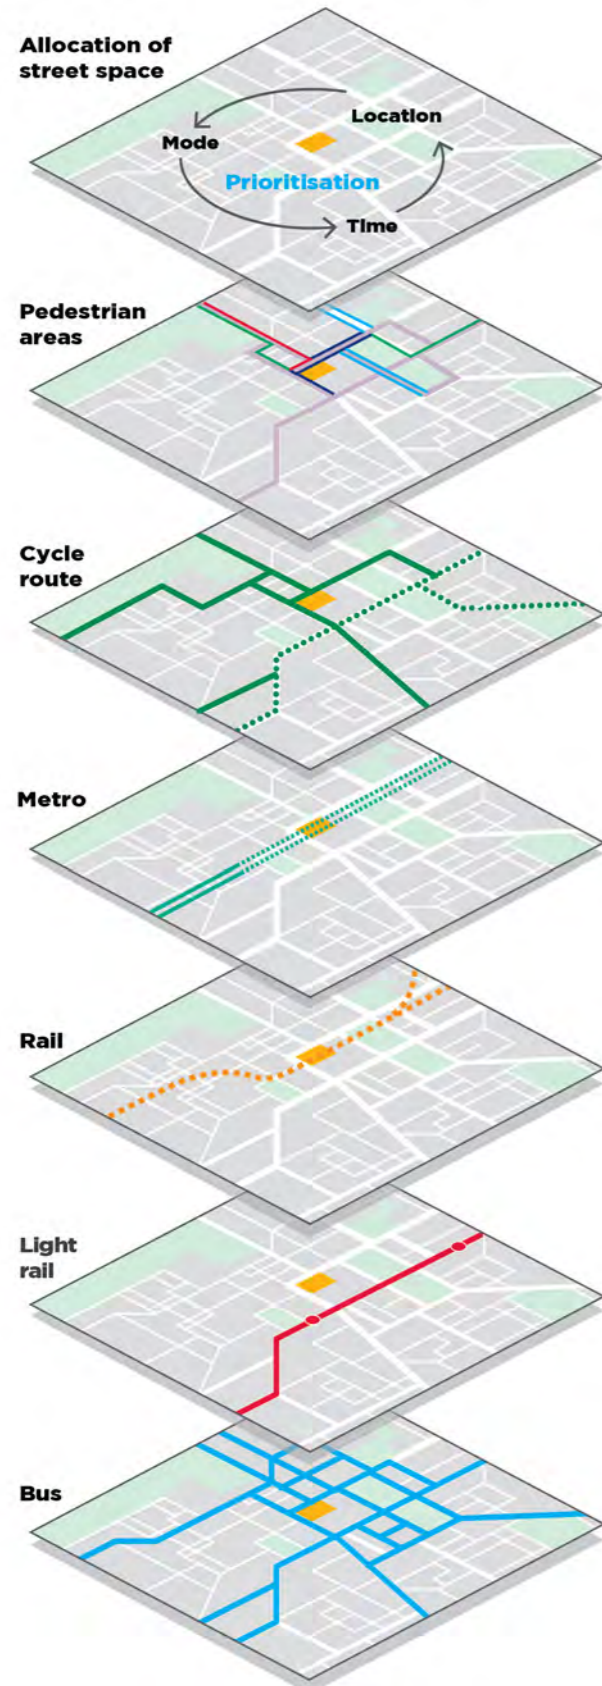 Allocation of
street space
Location
Mode
Prioritisation
Time
Pedestrian
areas
Cycle
route
Metro
Rail
Light
rail
Bus